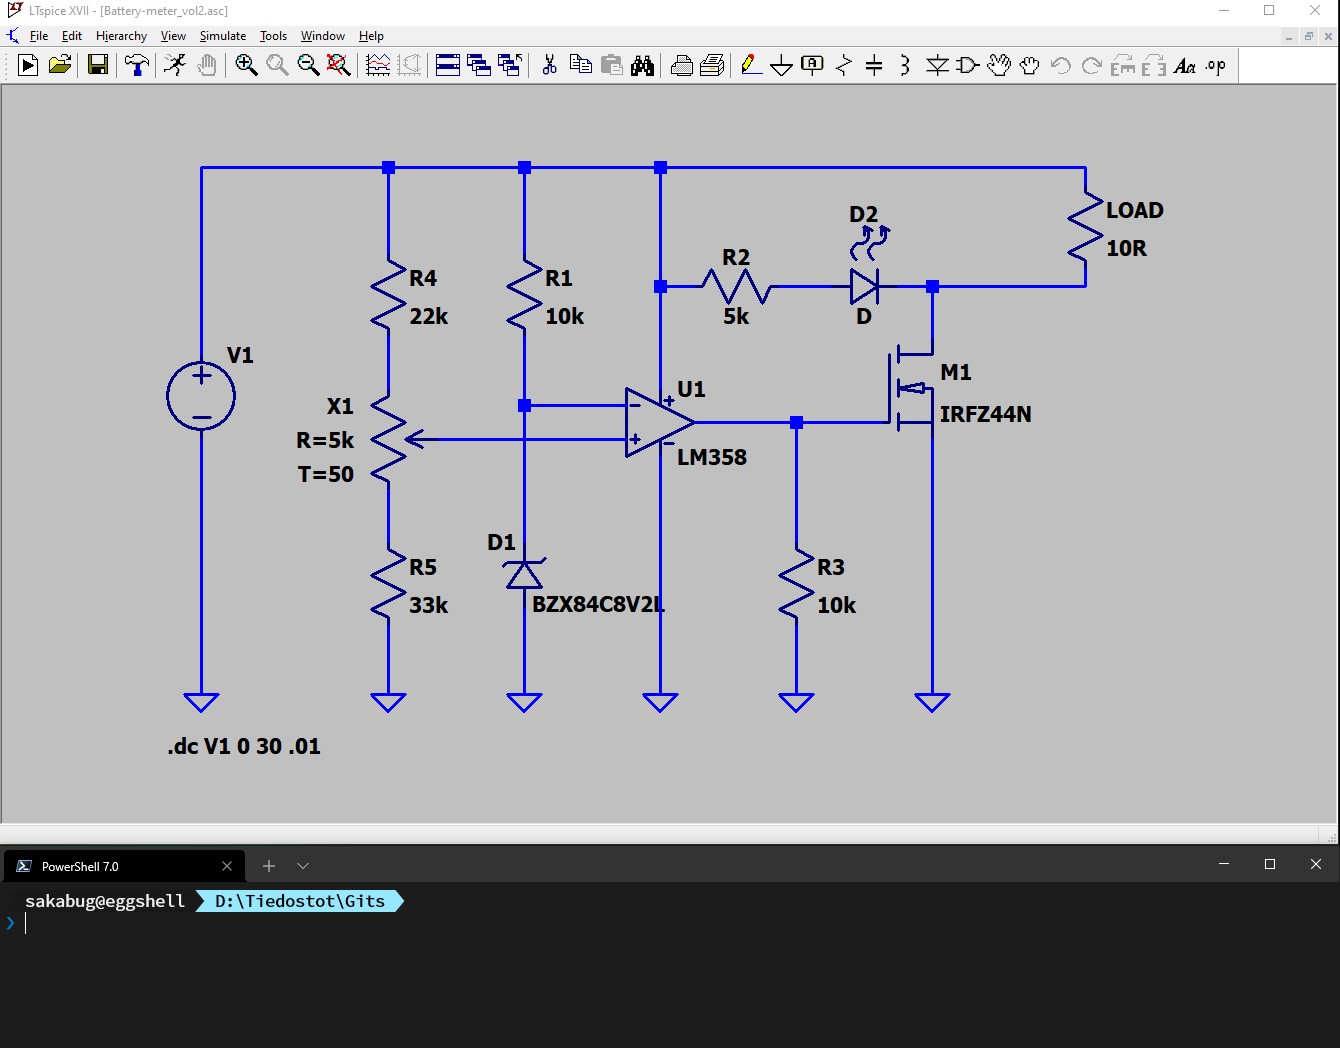 LTspice XVII - [Battery-meter_vol2.asc]
File Edit Hierarchy View Simulate Tools Window Help
A Aa .op
D2
LOAD
R2
10R
R4 R1
22k 10k 5k D
V1
M1
U1
X1
IRFZ44N
R=5k
LM358
T=50
D1
R5 R3
33k BZX84C8V2L 10k
.dc V1 0 30 .01
PowerShell 7.0
sakabug@eggshell D:\Tiedostot\Gits
❯